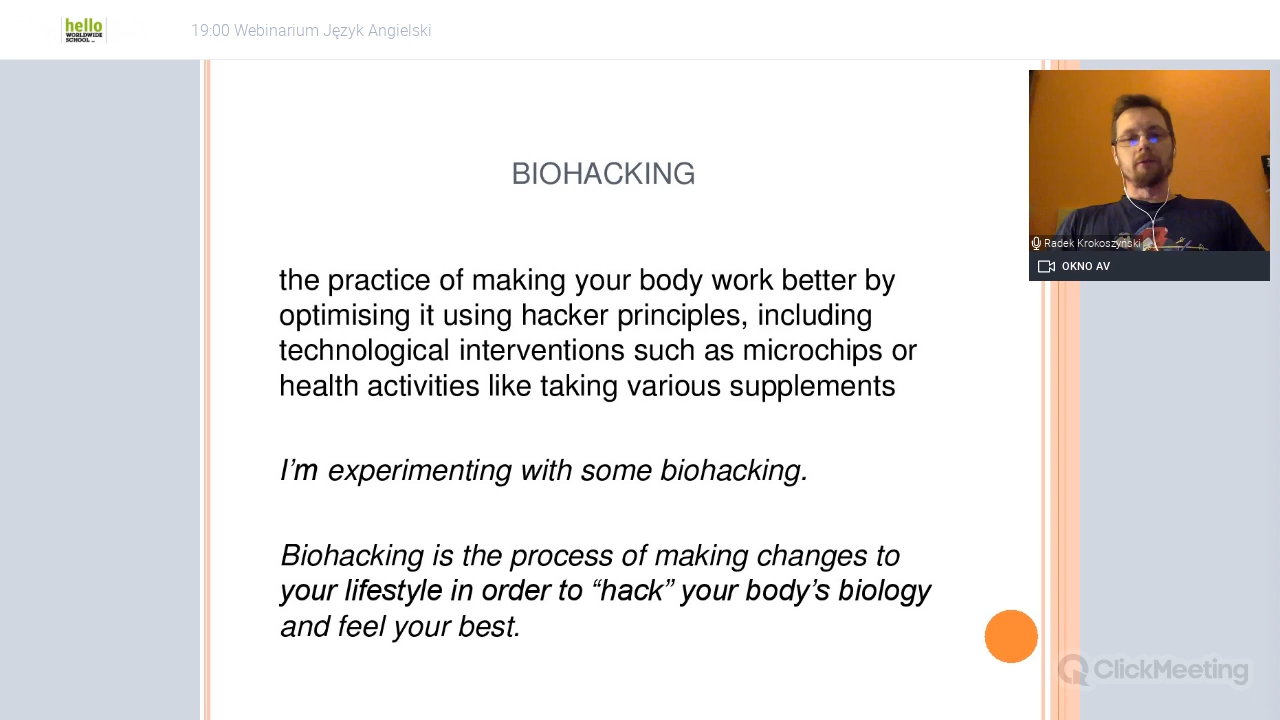 hello
WORLDWIDE
SCHOOL
19:00 Webinarium Język Angielski
BIOHACKING
the practice of making your body work better by
optimising it using hacker principles, including
technological interventions such as microchips or
health activities like taking various supplements
I'm experimenting with some biohacking.
Biohacking is the process of making changes to
your lifestyle in order to “hack” your body's biology
and feel your best.
Radek Krokoszyński
OKNO AV
ClickMeeting